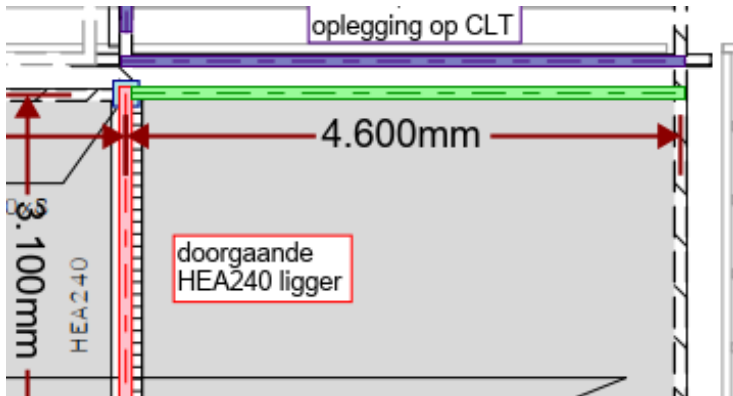 oplegging op CLT
4.600mm
doorgaande
HEA240 ligger
3.100mm
HEA240